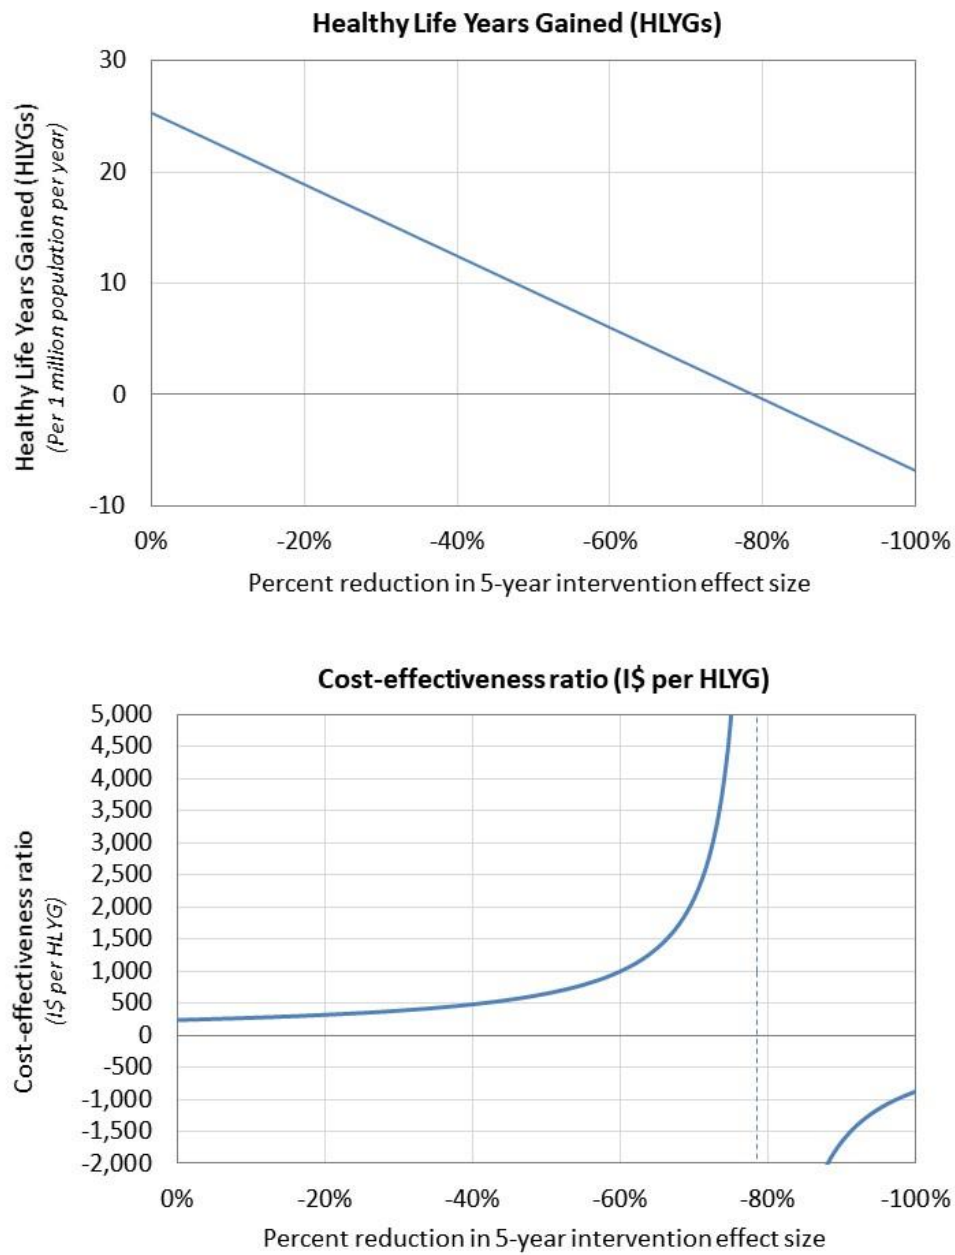 Healthy Life Years Gained (HLYGs)
Healthy Life Years Gained (HLYGs)
(Per 1 million population per year)
30
20
10
0
-10
0% -20% -40% -60% -80% -100%
Percent reduction in 5-year intervention effect size
Cost-effectiveness ratio (I$ per HLYG)
Cost-effectiveness ratio
(I$ per HLYG)
5,000
4,500
4,000
3,500
3,000
2,500
2,000
1,500
1,000
500
0
-500
-1,000
-1,500
-2,000
0% -20% -40% -60% -80% -100%
Percent reduction in 5-year intervention effect size